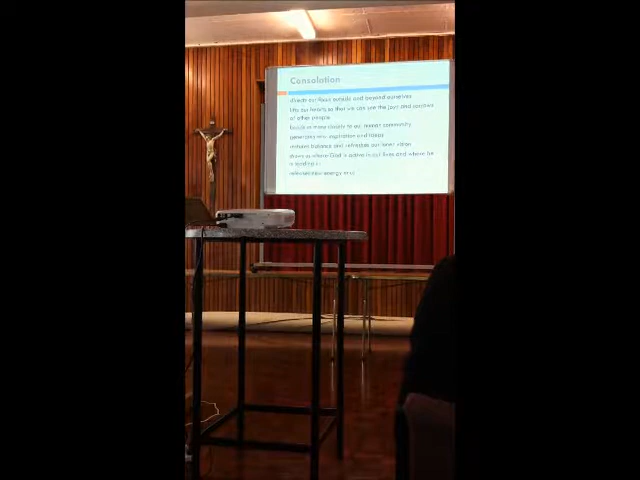 Consolation
directs our focus outside and beyond ourselves
lifts our hearts so that we can see the joys and sorrows
of other people
bonds us more closely to our human community
generates new inspiration and ideas
restores balance and refreshes our inner vision
shows us where God is active in our lives and where he
is leading us
releases new energy in us